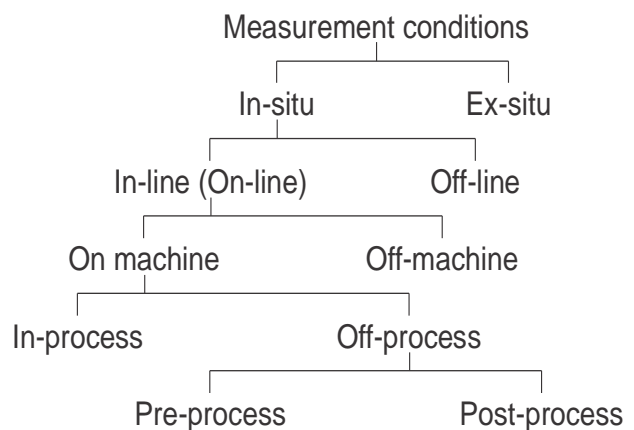 Measurement conditions
In-situ Ex-situ
In-line (On-line) Off-line
On machine Off-machine
In-process Off-process
Pre-process Post-process